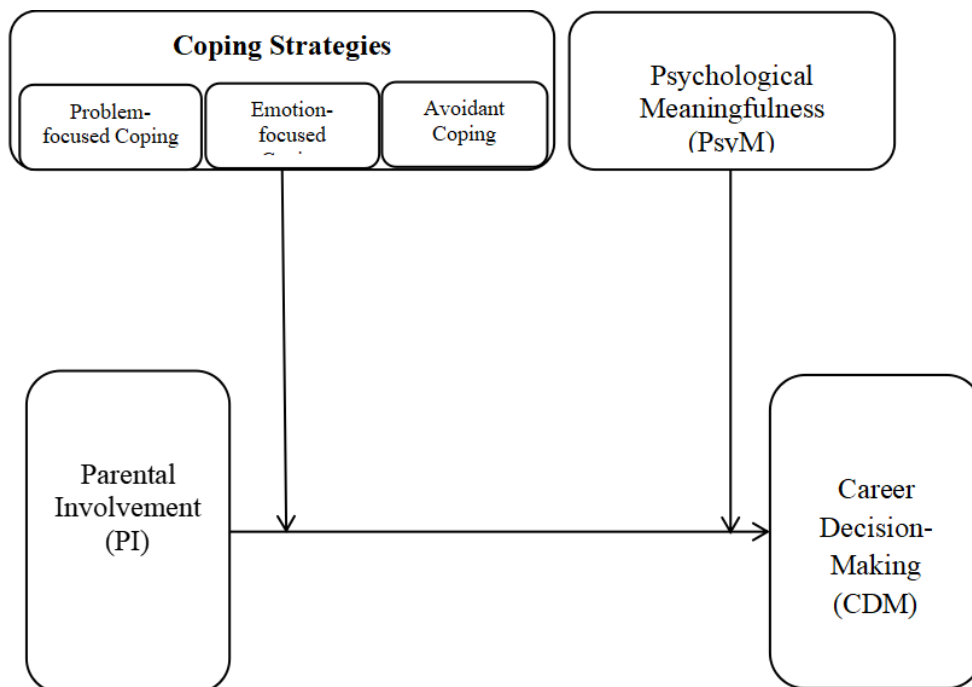 Coping Strategies
Problem-
focused Coping
Emotion-
focused
Avoidant
Coping
Psychological
Meaningfulness
(PsyM)
Parental
Involvement
(PI)
Career
Decision-
Making
(CDM)